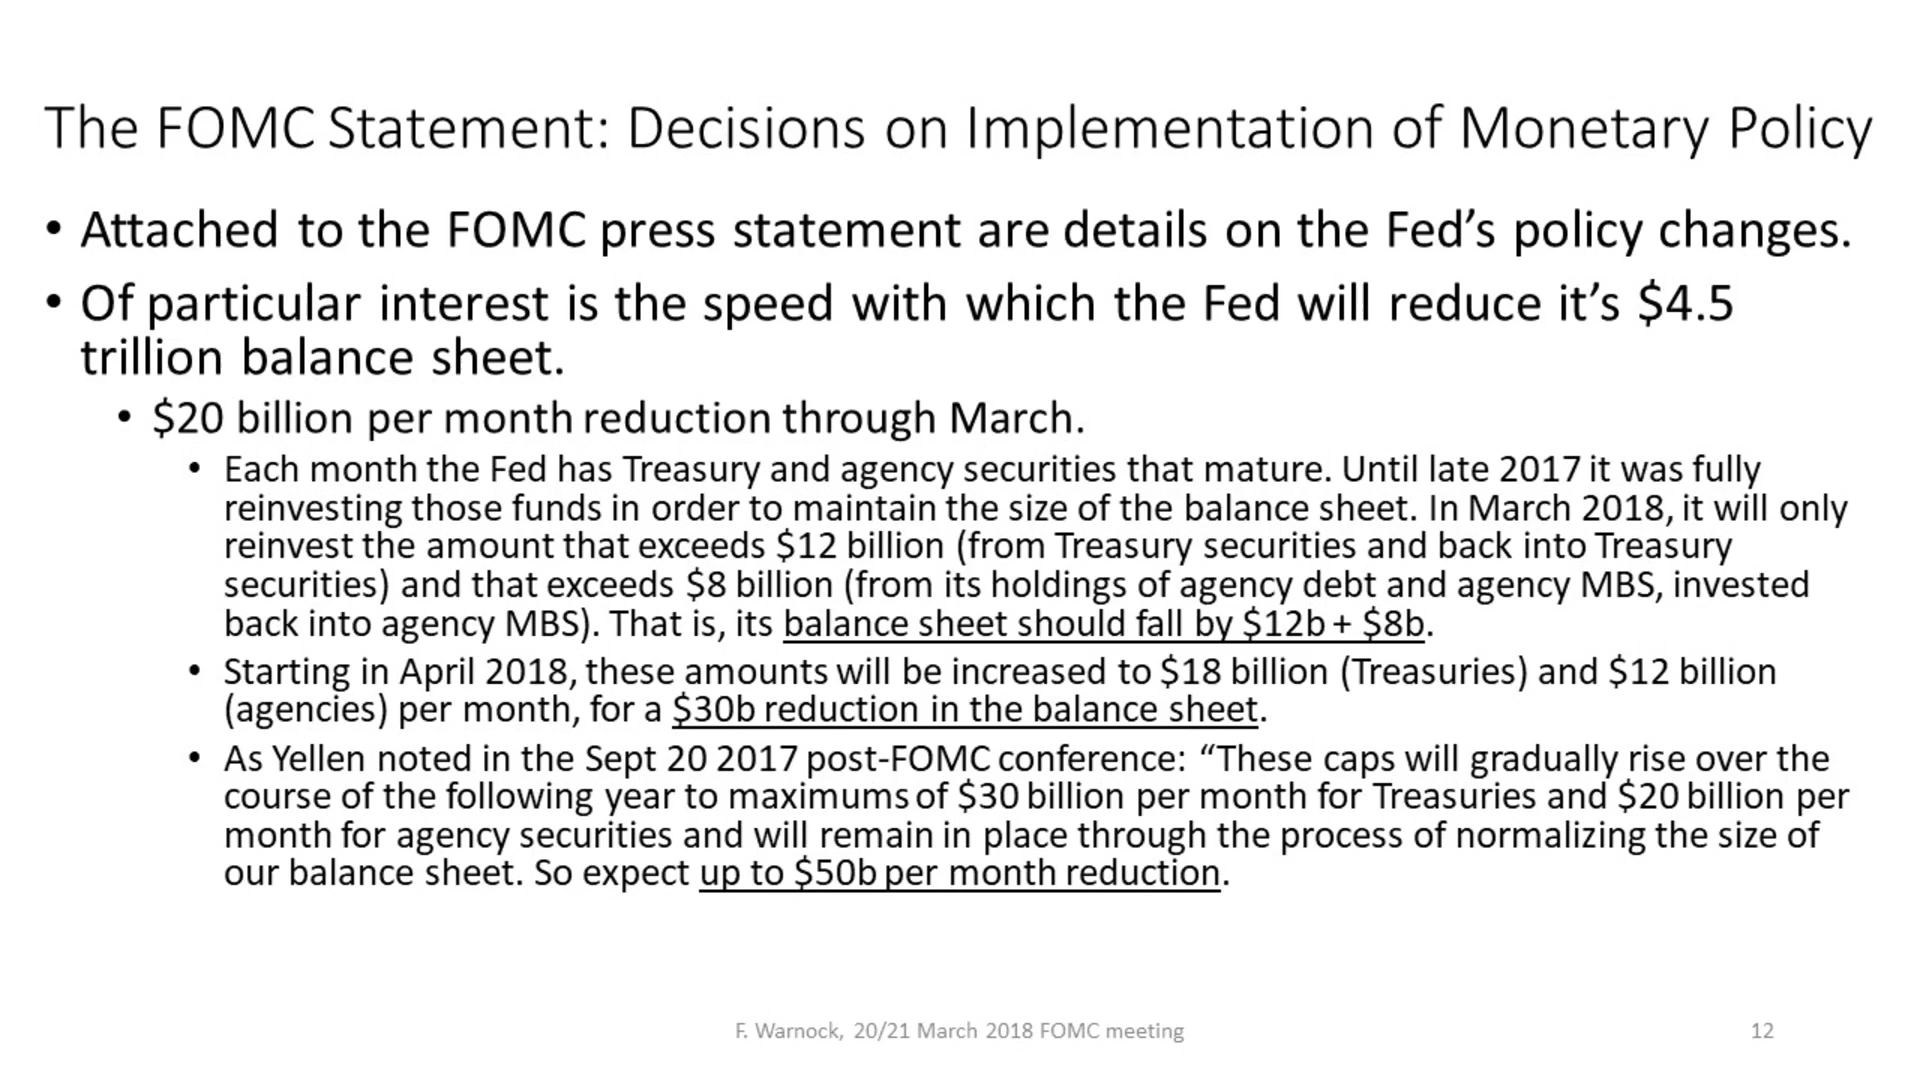 The FOMC Statement: Decisions on Implementation of Monetary Policy
• Attached to the FOMC press statement are details on the Fed’s policy changes.
• Of particular interest is the speed with which the Fed will reduce it’s $4.5
trillion balance sheet.
• $20 billion per month reduction through March.
• Each month the Fed has Treasury and agency securities that mature. Until late 2017 it was fully
reinvesting those funds in order to maintain the size of the balance sheet. In March 2018, it will only
reinvest the amount that exceeds $12 billion (from Treasury securities and back into Treasury
securities) and that exceeds $8 billion (from its holdings of agency debt and agency MBS, invested
back into agency MBS). That is, its balance sheet should fall by $12b + $8b.
• Starting in April 2018, these amounts will be increased to $18 billion (Treasuries) and $12 billion
(agencies) per month, for a $30b reduction in the balance sheet.
• As Yellen noted in the Sept 20 2017 post-FOMC conference: “These caps will gradually rise over the
course of the following year to maximums of $30 billion per month for Treasuries and $20 billion per
month for agency securities and will remain in place through the process of normalizing the size of
our balance sheet. So expect up to $50b per month reduction.
F. Warnock, 20/21 March 2018 FOMC meeting
12